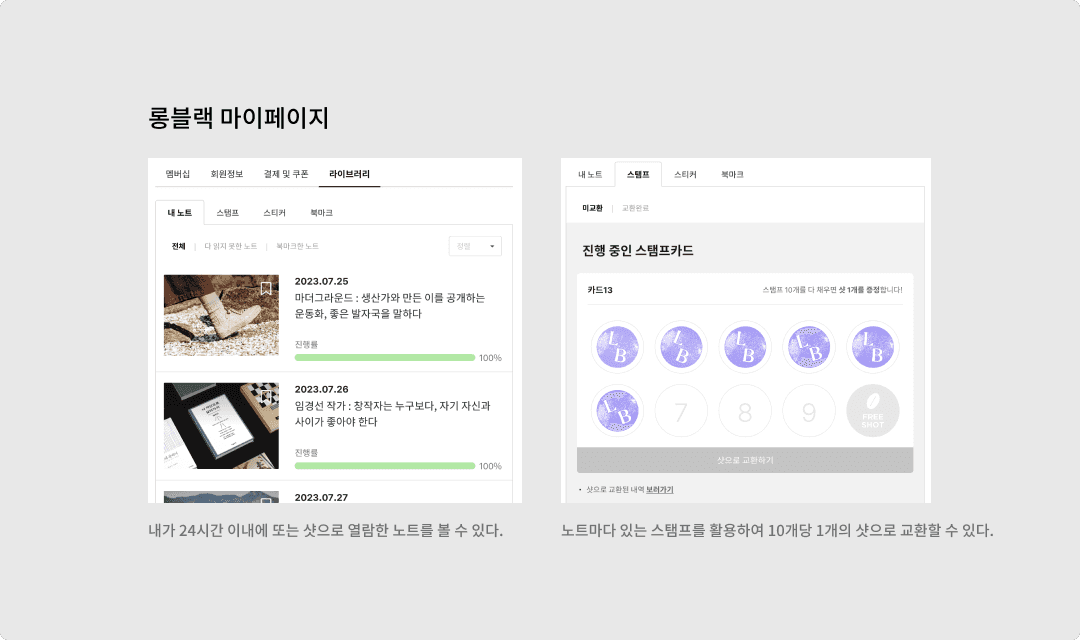 롱블랙 마이페이지
멤버십 회원정보 결제 및 쿠폰 라이브러리
내 노트 스탬프 스티커 북마크
전체 | 다 읽지 못한 노트 | 북마크한 노트
정렬
2023.07.25
마더그라운드 : 생산가와 만든 이를 공개하는
운동화, 좋은 발자국을 말하다
진행률
100%
2023.07.26
임경선 작가 : 창작자는 누구보다, 자기 자신과
사이가 좋아야 한다
진행률
100%
2023.07.27
내가 24시간 이내에 또는 샷으로 열람한 노트를 볼 수 있다.
내 노트 스탬프 스티커 북마크
미교환 | 교환완료
진행 중인 스탬프카드
카드13
스탬프 10개를 다 채우면 샷 1개를 증정합니다!
LB LB LB LB LB
LB 7 8 9 FREE
SHOT
샷으로 교환하기
• 샷으로 교환된 내역 보러가기
노트마다 있는 스탬프를 활용하여 10개당 1개의 샷으로 교환할 수 있다.